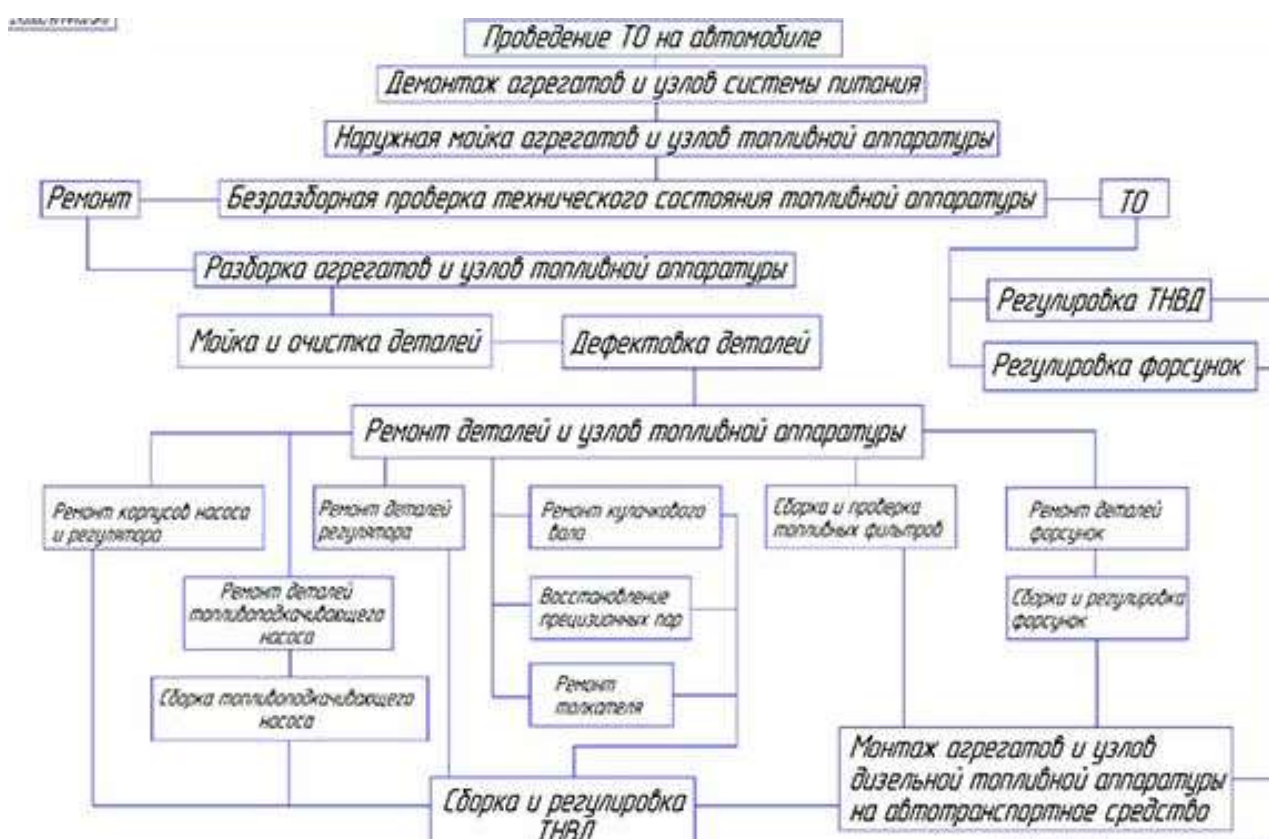 Проведение ТО на автомобиле
Демонтаж агрегатов и узлов системы питания
Наружная мойка агрегатов и узлов топливной аппаратуры
Ремонт
Безразборная проверка технического состояния топливной аппаратуры
ТО
Разборка агрегатов и узлов топливной аппаратуры
Регулировка ТНВД
Мойка и очистка деталей
Дефектовка деталей
Регулировка форсунок
Ремонт деталей и узлов топливной аппаратуры
Ремонт корпусов насоса
и регулятора
Ремонт деталей
регулятора
Ремонт кулачкового
вала
Сборка и проверка
топливных фильтров
Ремонт деталей
форсунок
Ремонт деталей
топливоподкачивающего
насоса
Восстановление
прецизионных пар
Сборка и регулировка
форсунок
Сборка топливоподкачивающего
насоса
Ремонт
толкателя
Монтаж агрегатов и узлов
дизельной топливной аппаратуры
на автотранспортное средство
Сборка и регулировка
ТНВД